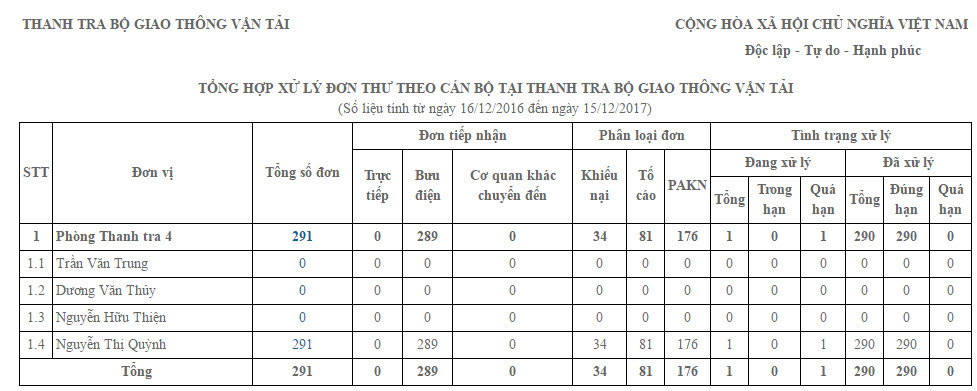 THANH TRA BỘ GIAO THÔNG VẬN TẢI CỘNG HÒA XÃ HỘI CHỦ NGHĨA VIỆT NAM
Độc lập - Tự do - Hạnh phúc
TỔNG HỢP XỬ LÝ ĐƠN THƯ THEO CÁN BỘ TẠI THANH TRA BỘ GIAO THÔNG VẬN TẢI
(Số liệu tính từ ngày 16/12/2016 đến ngày 15/12/2017)
STT Đơn vị Tổng số đơn Đơn tiếp nhận Phân loại đơn Tình trạng xử lý
Trực tiếp Bưu điện Cơ quan khác chuyển đến Khiếu nại Tố cáo PAKN Đang xử lý Đã xử lý
Tổng Trong hạn Quá hạn Tổng Đúng hạn Quá hạn
1 Phòng Thanh tra 4 291 0 289 0 34 81 176 1 0 1 290 290 0
1.1 Trần Văn Trung 0 0 0 0 0 0 0 0 0 0 0 0 0
1.2 Dương Văn Thủy 0 0 0 0 0 0 0 0 0 0 0 0 0
1.3 Nguyễn Hữu Thiện 0 0 0 0 0 0 0 0 0 0 0 0 0
1.4 Nguyễn Thị Quỳnh 291 0 289 0 34 81 176 1 0 1 290 290 0
Tổng 291 0 289 0 34 81 176 1 0 1 290 290 0